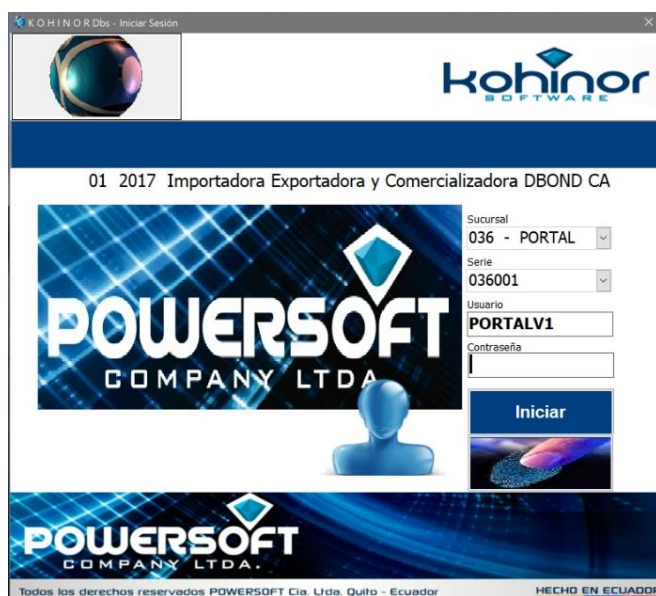 K O H I N O R Dbs - Iniciar Sesión
kohinor
SOFTWARE
01 2017 Importadora Exportadora y Comercializadora DBOND CA
Sucursal
036 - PORTAL
Serie
036001
Usuario
PORTALV1
Contraseña
POWERSOFT
COMPANY LTDA
Iniciar
POWERSOFT
COMPANY LTDA.
Todos los derechos reservados POWERSOFT Cia. Ltda. Quito - Ecuador
HECHO EN ECUADOR